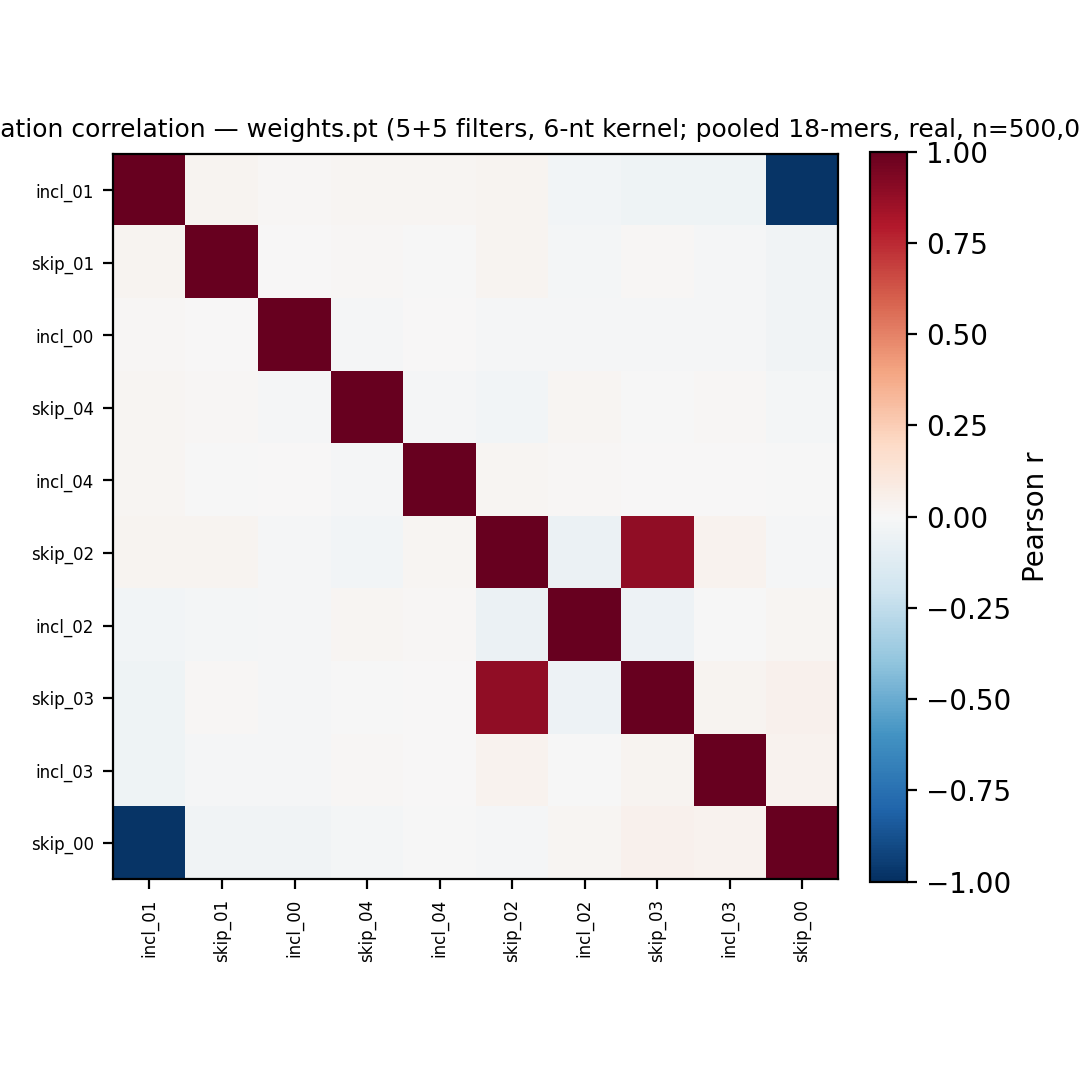 ation correlation — weights.pt (5+5 filters, 6-nt kernel; pooled 18-mers, real, n=500,0
incl_01
skip_01
incl_00
skip_04
incl_04
skip_02
incl_02
skip_03
incl_03
skip_00
incl_01
skip_01
incl_00
skip_04
incl_04
skip_02
incl_02
skip_03
incl_03
skip_00
1.00
0.75
0.50
0.25
0.00
−0.25
−0.50
−0.75
−1.00
Pearson r